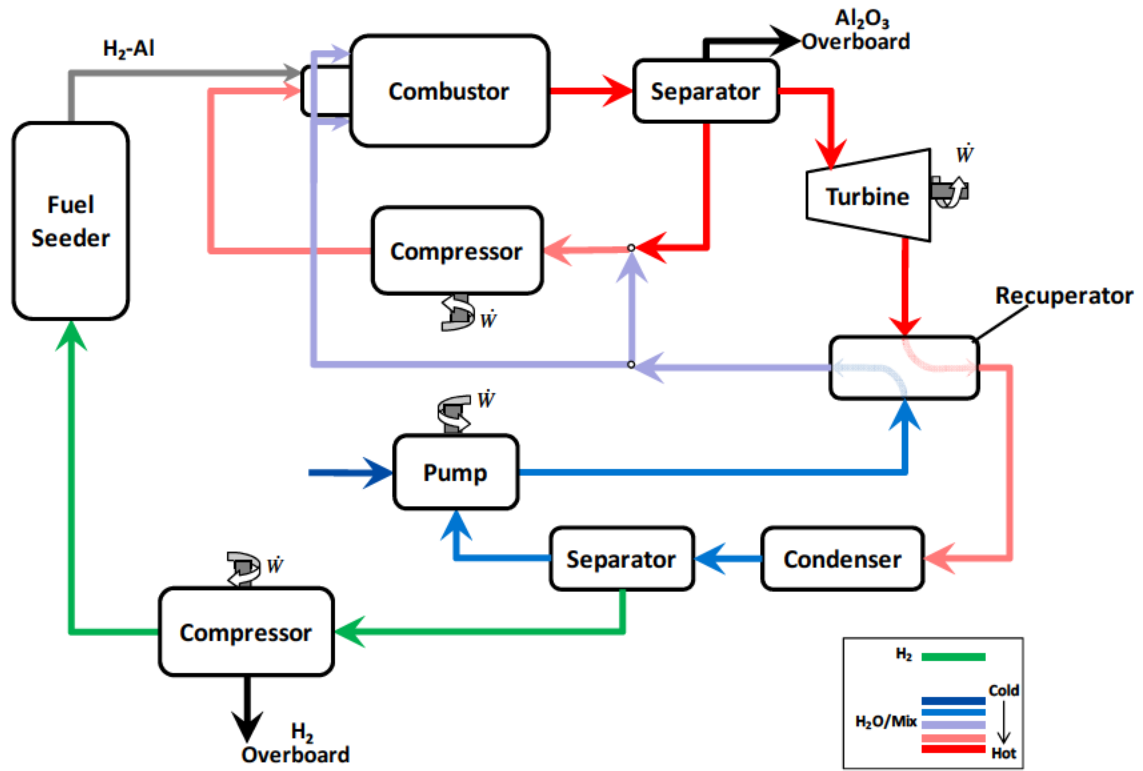 Al₂O₃
Overboard
H₂-Al
Combustor
Separator
Ẇ
Fuel
Seeder
Turbine
Compressor
Ẇ
Recuperator
Ẇ
Pump
Separator
Condenser
Ẇ
Compressor
H₂
Cold
H₂O/Mix
Hot
H₂
Overboard